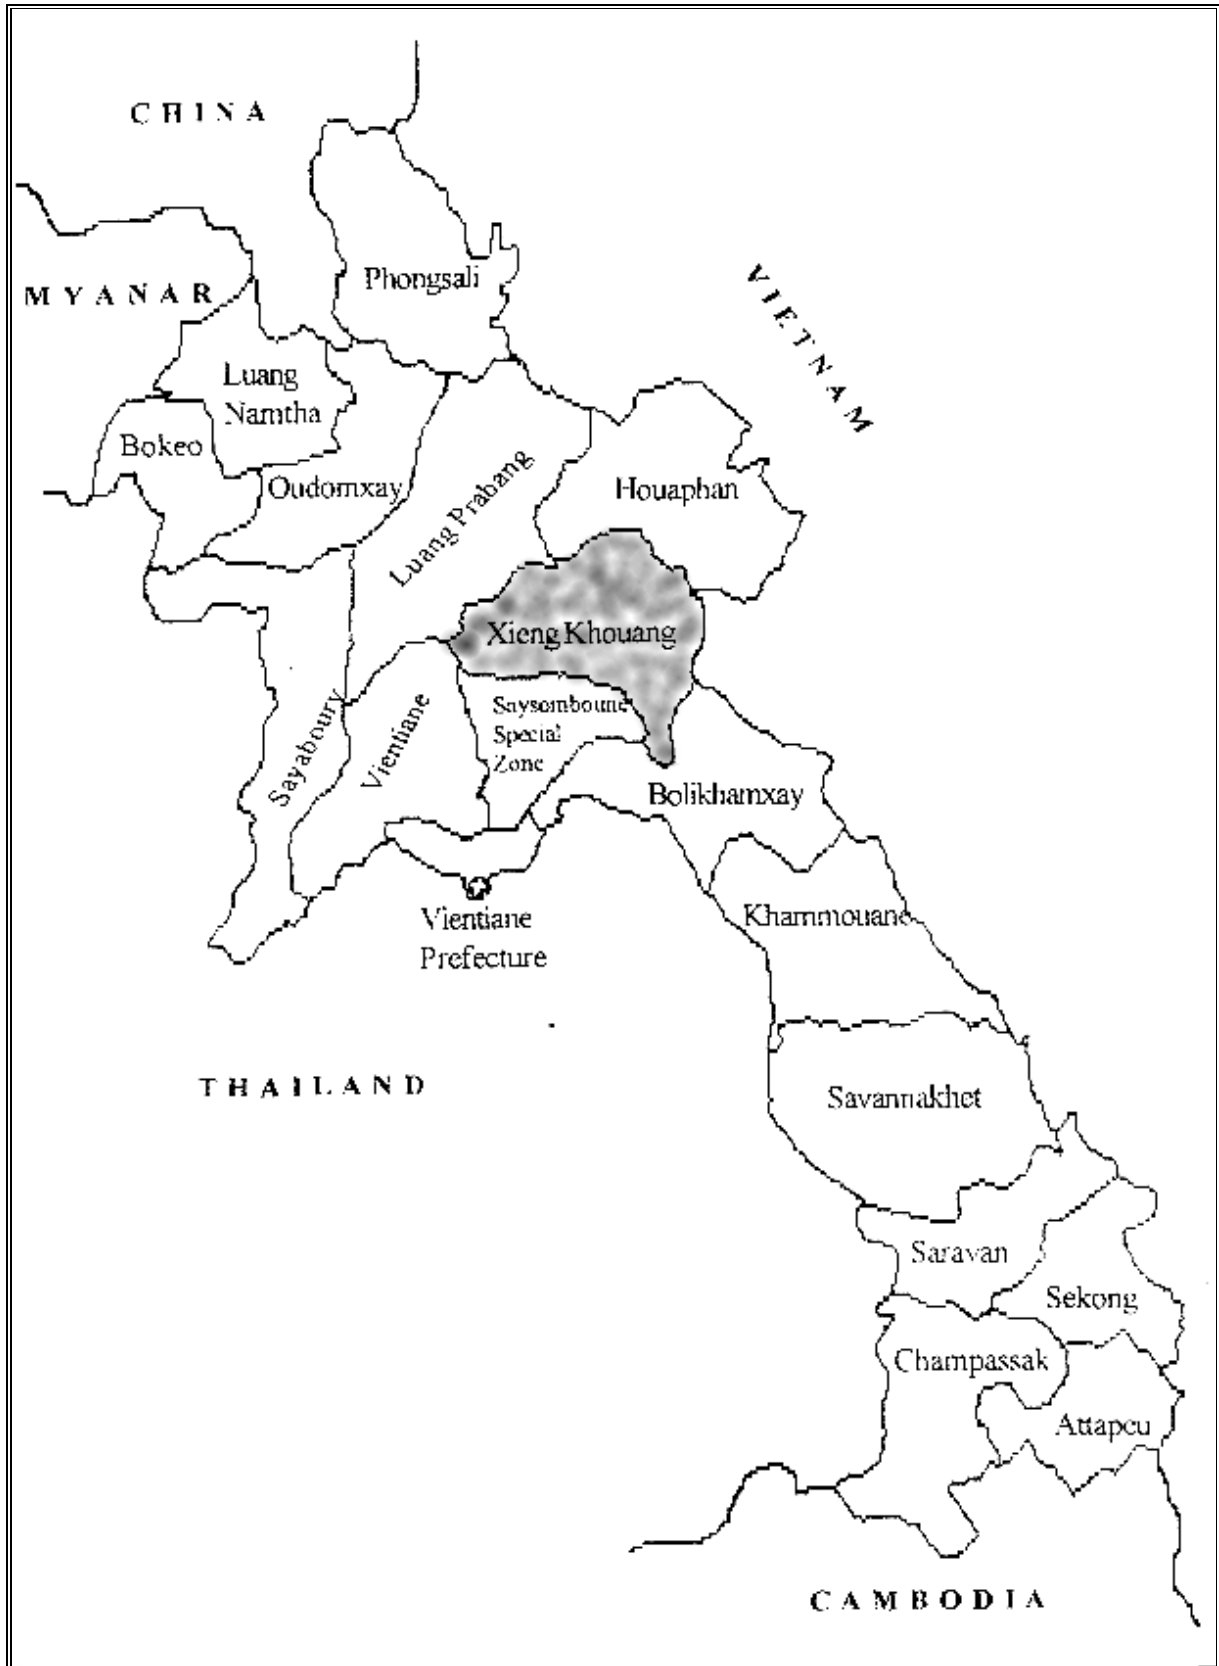 CHINA
MYANAR
VIETNAM
Phongsali
Luang
Namtha
Bokeo
Oudomxay
Luang Prabang
Houaphan
Xieng Khouang
Sayaboury
Vientiane
Saysomboune
Special
Zone
Bolikhamxay
Vientiane
Prefecture
Khammouane
THAILAND
Savannakhet
Saravan
Sekong
Champassak
Attapeu
CAMBODIA